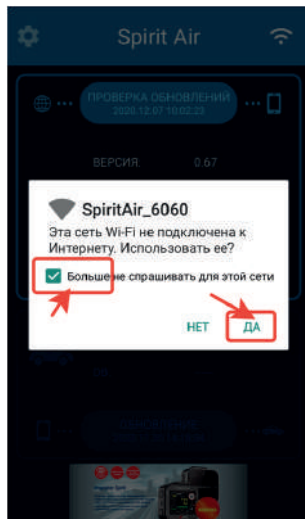 Spirit Air
ПРОВЕРКА ОБНОВЛЕНИЙ
2020.12.07 10:02:23
ВЕРСИЯ 0.67
SpiritAir_6060
Эта сеть Wi-Fi не подключена к
Интернету. Использовать ее?
Больше не спрашивать для этой сети
НЕТ ДА
ОБНОВЛЕНИЕ